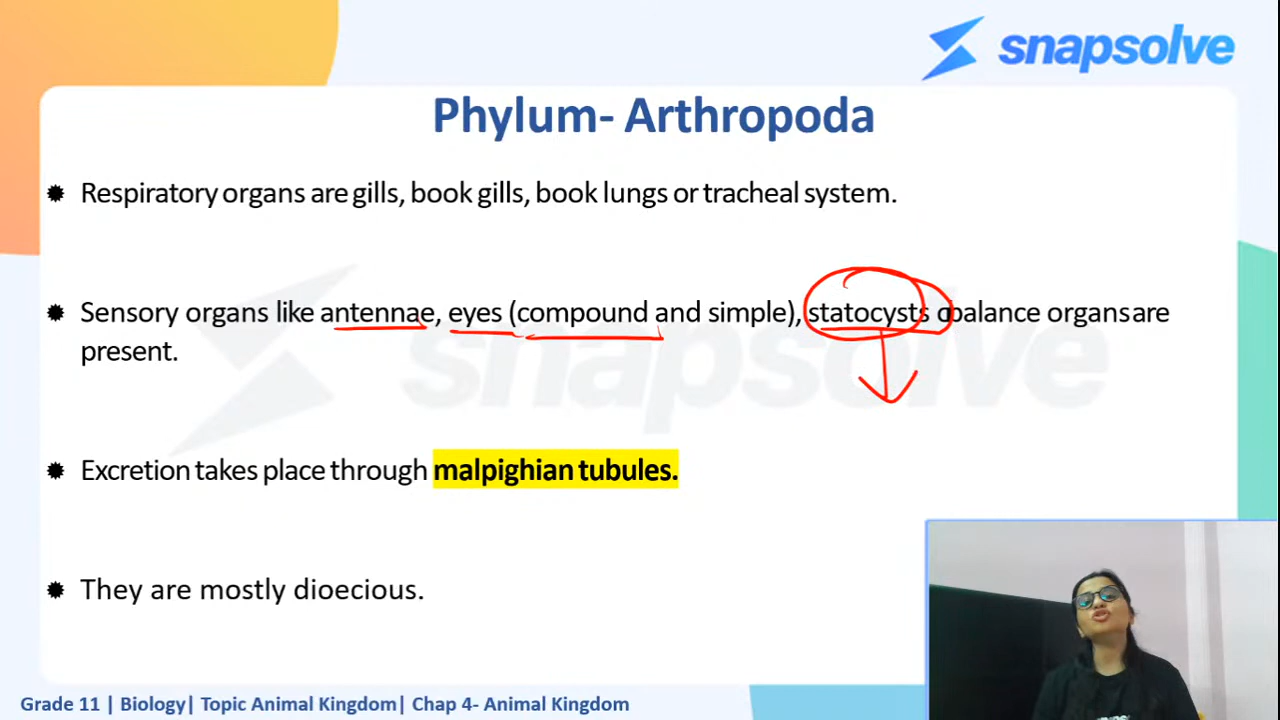 snapsolve
Phylum- Arthropoda
Respiratory organs are gills, book gills, book lungs or tracheal system.
Sensory organs like antennae, eyes (compound and simple), statocysts balance organs are
present.
snapsolve
Excretion takes place through malpighian tubules.
They are mostly dioecious.
Grade 11 | Biology| Topic Animal Kingdom| Chap 4- Animal Kingdom